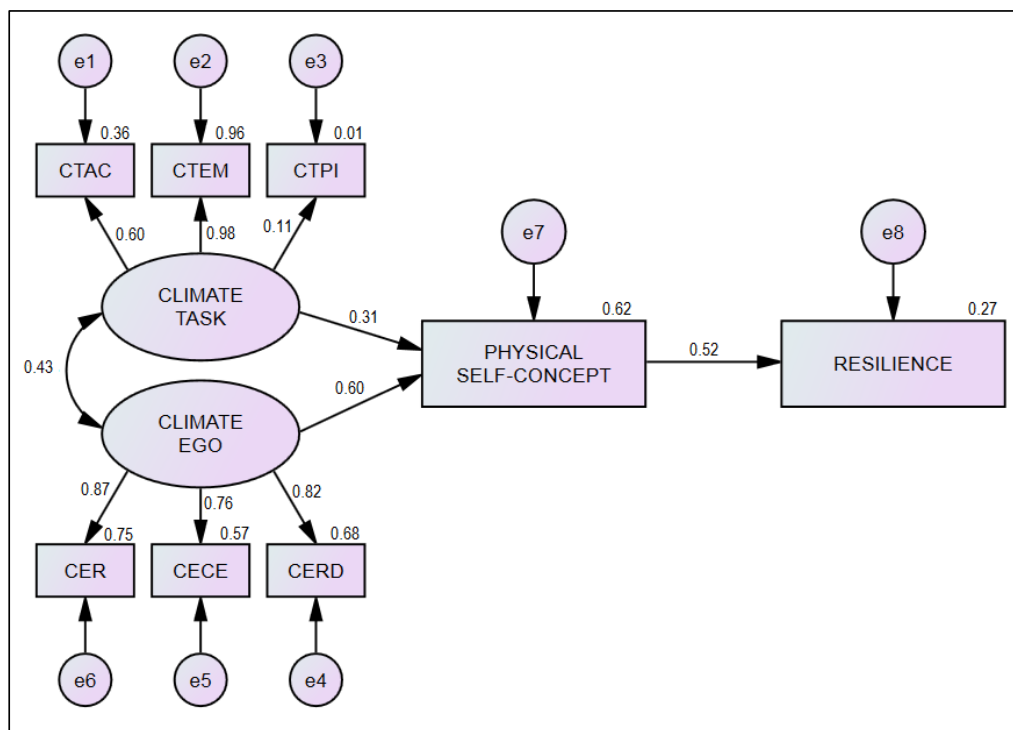 e1
e2
e3
0.36
0.96
0.01
CTAC
CTEM
CTPI
0.60
0.98
0.11
e7
e8
CLIMATE
TASK
0.31
0.62
0.27
PHYSICAL
SELF-CONCEPT
0.52
RESILIENCE
0.43
0.60
CLIMATE
EGO
0.87
0.76
0.82
0.75
0.57
0.68
CER
CECE
CERD
e6
e5
e4